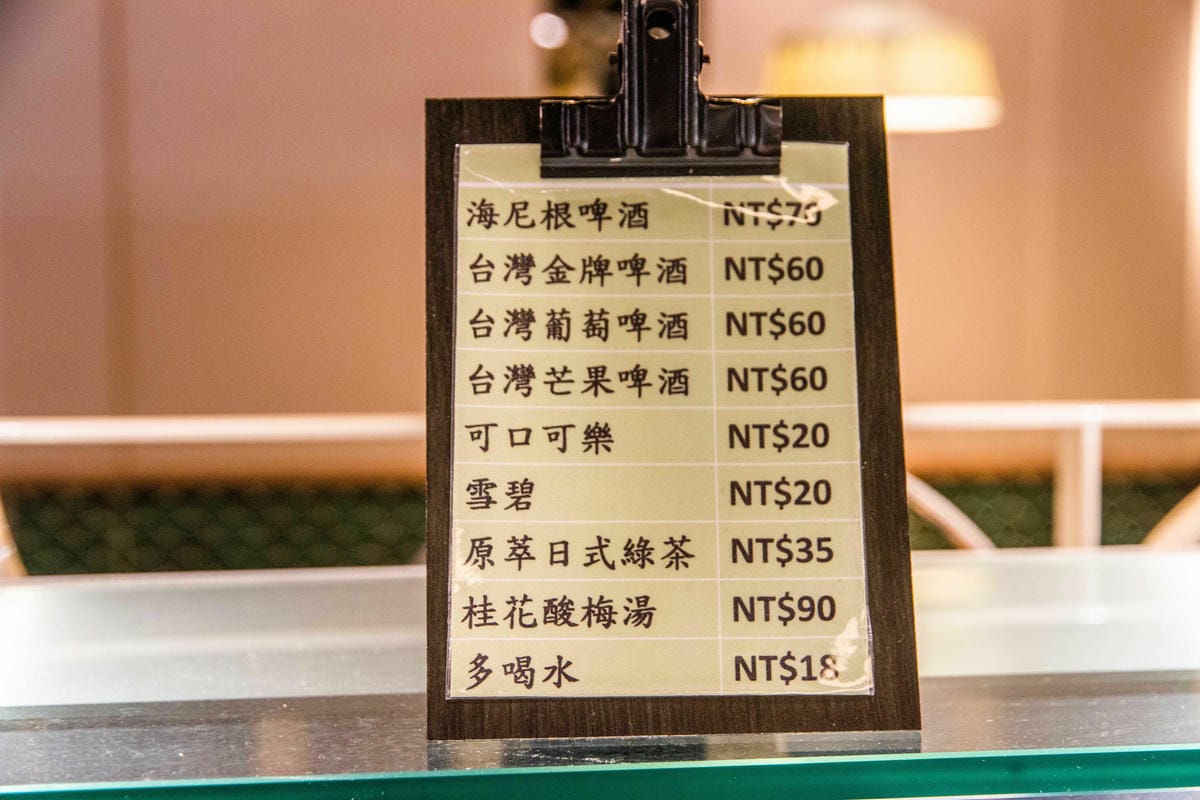 海尼根啤酒 NT$70
台灣金牌啤酒 NT$60
台灣葡萄啤酒 NT$60
台灣芒果啤酒 NT$60
可口可樂 NT$20
雪碧 NT$20
原萃日式綠茶 NT$35
桂花酸梅湯 NT$90
多喝水 NT$18